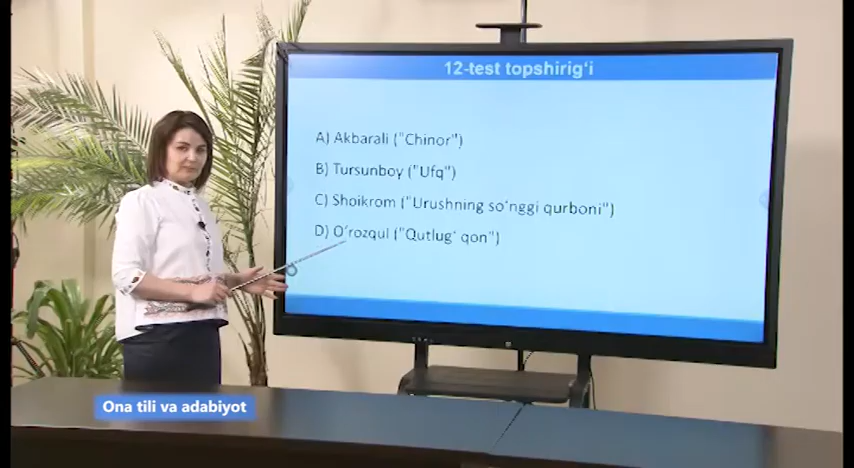 12-test topshirig‘i
A) Akbarali ("Chinor")
B) Tursunboy ("Ufq")
C) Shoikrom ("Urushning so‘nggi qurboni")
D) O‘rozqul ("Qutlug‘ qon")
Ona tili va adabiyot